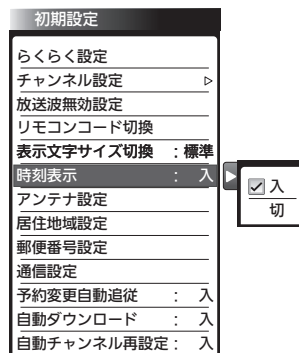 初期設定
らくらく設定
チャンネル設定 ▷
放送波無効設定
リモコンコード切換
表示文字サイズ切換 : 標準
時刻表示 : 入
入
切
アンテナ設定
居住地域設定
郵便番号設定
通信設定
予約変更自動追従 : 入
自動ダウンロード : 入
自動チャンネル再設定 : 入